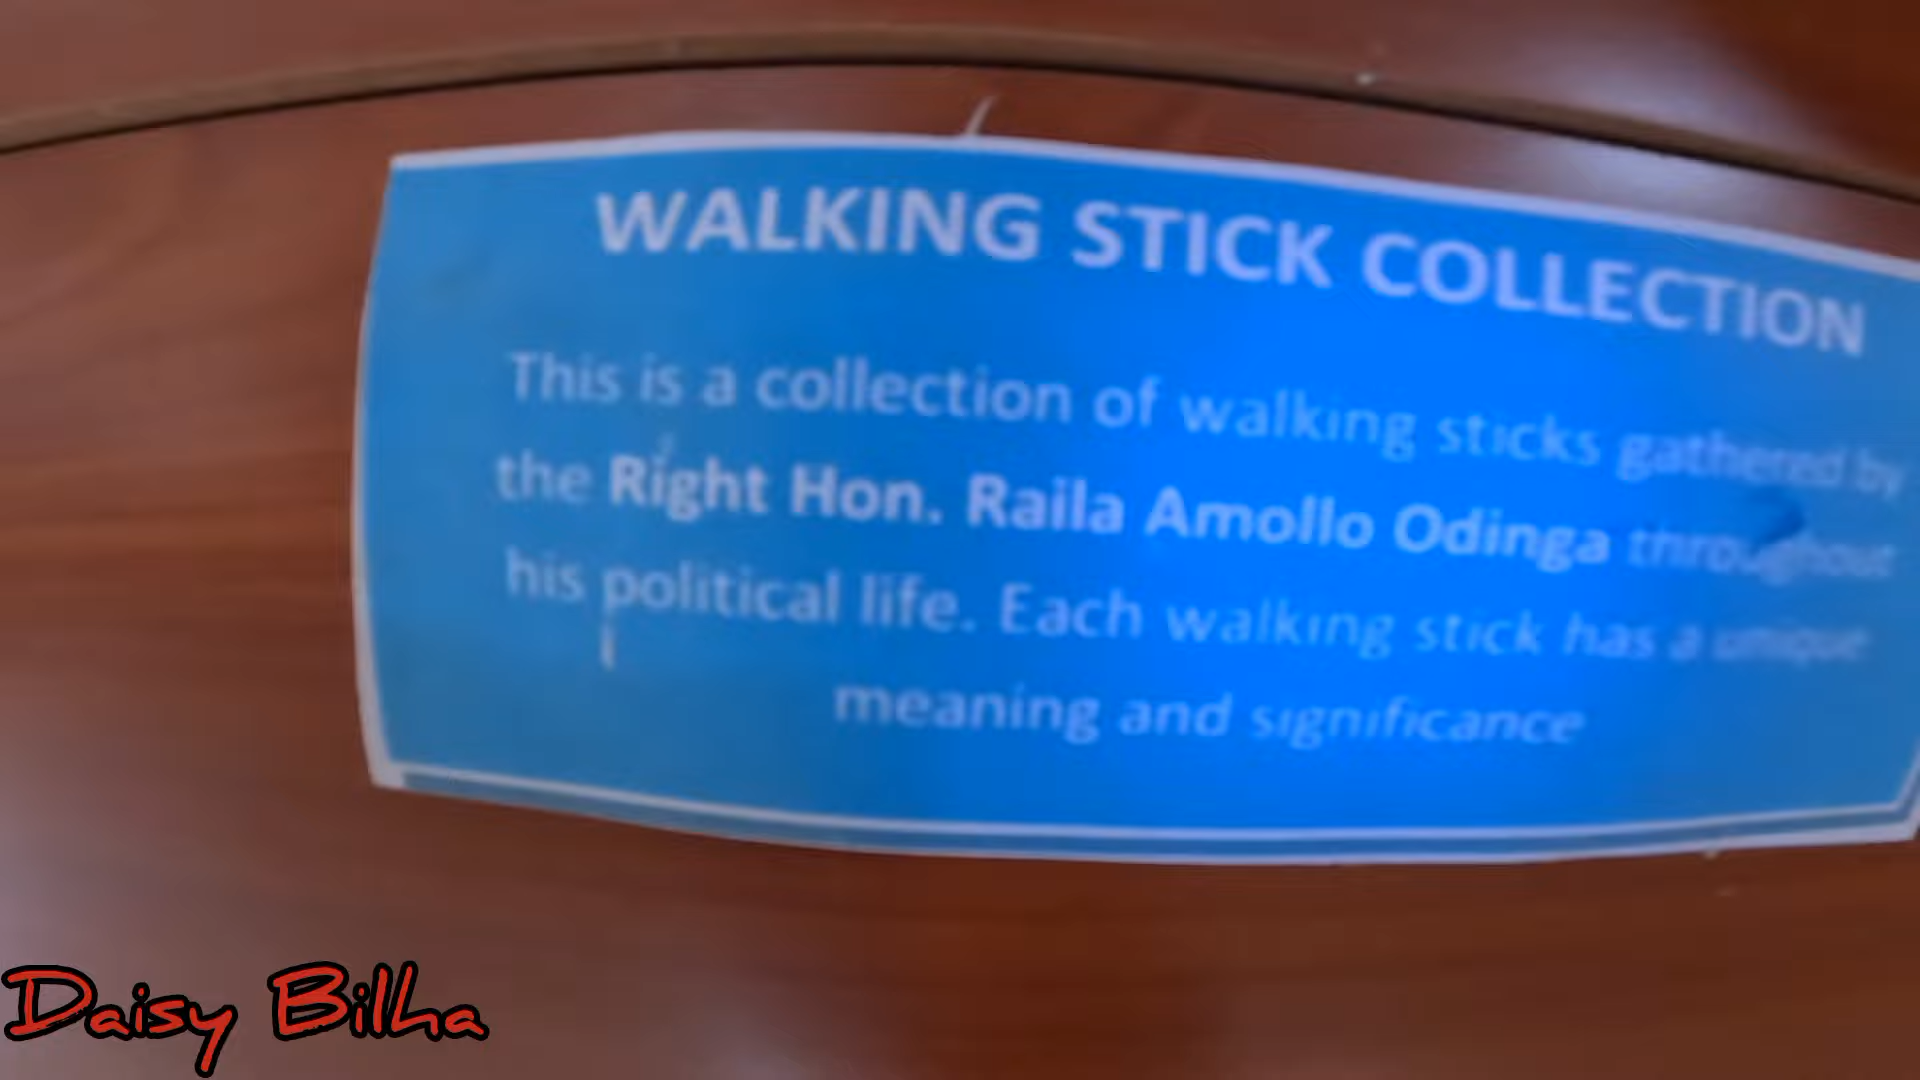 WALKING STICK COLLECTION
This is a collection of walking sticks gathered by
the Right Hon. Raila Amollo Odinga throughout
his political life. Each walking stick has a unique
meaning and significance
Daisy Bilha